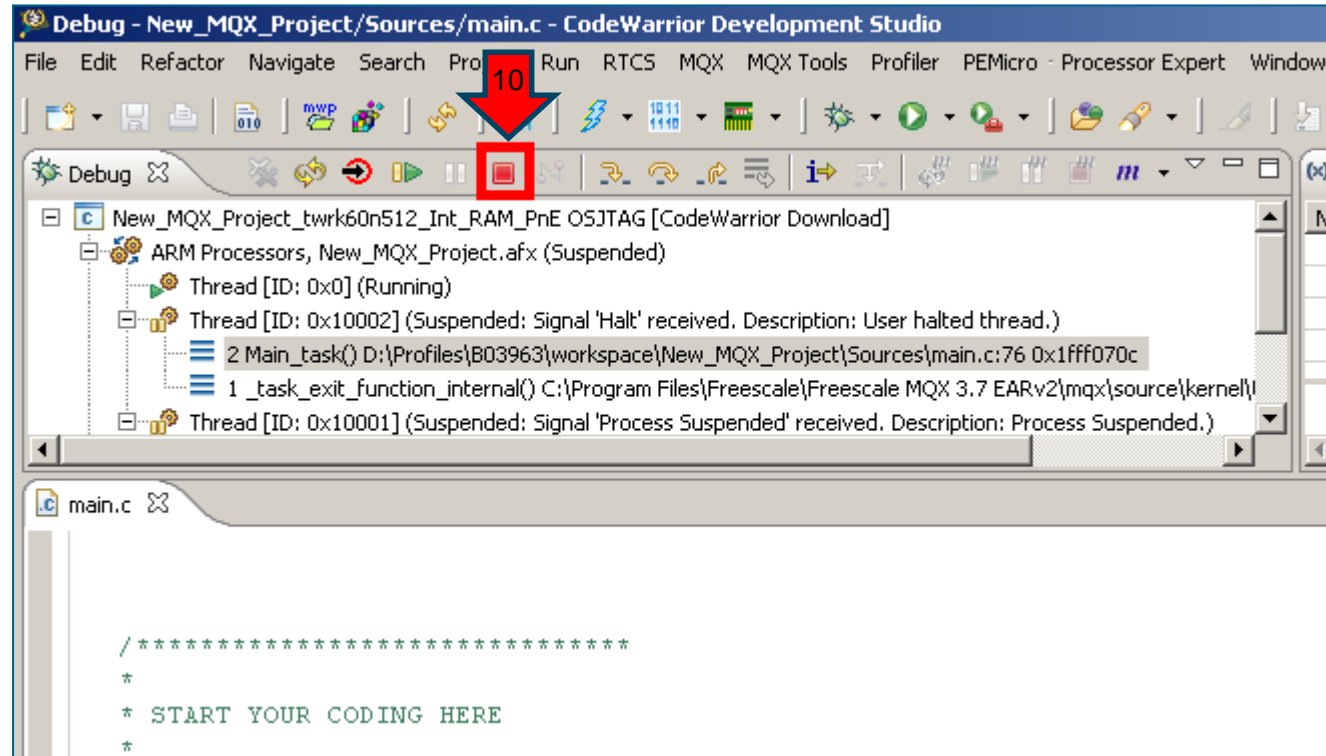 Debug - New_MQX_Project/Sources/main.c - CodeWarrior Development Studio
File Edit Refactor Navigate Search Pro Run RTCS MQX MQX Tools Profiler PEMicro Processor Expert Window
10
010 mwp 1011 1110
Debug i m (x)
New_MQX_Project_twrk60n512_Int_RAM_PnE OSJTAG [CodeWarrior Download]
ARM Processors, New_MQX_Project.afx (Suspended)
Thread [ID: 0x0] (Running)
Thread [ID: 0x10002] (Suspended: Signal 'Halt' received. Description: User halted thread.)
2 Main_task() D:\Profiles\B03963\workspace\New_MQX_Project\Sources\main.c:76 0x1fff070c
1 _task_exit_function_internal() C:\Program Files\Freescale\Freescale MQX 3.7 EARv2\mqx\source\kernel\
Thread [ID: 0x10001] (Suspended: Signal 'Process Suspended' received. Description: Process Suspended.)
.c main.c
/*******************************
*
* START YOUR CODING HERE
*